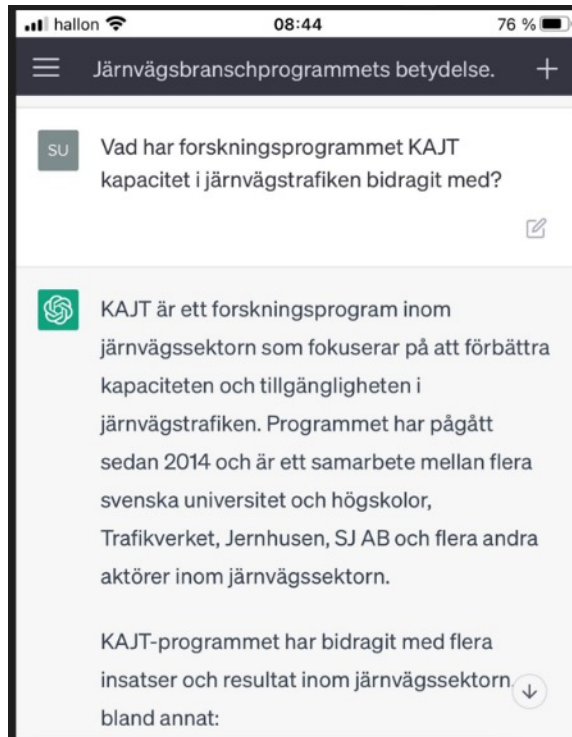 hallon
08:44
76 %
Järnvägsbranschprogrammets betydelse.
SU
Vad har forskningsprogrammet KAJT
kapacitet i järnvägstrafiken bidragit med?
KAJT är ett forskningsprogram inom
järnvägssektorn som fokuserar på att förbättra
kapaciteten och tillgängligheten i
järnvägstrafiken. Programmet har pågått
sedan 2014 och är ett samarbete mellan flera
svenska universitet och högskolor,
Trafikverket, Jernhusen, SJ AB och flera andra
aktörer inom järnvägssektorn.
KAJT-programmet har bidragit med flera
insatser och resultat inom järnvägssektorn,
bland annat: